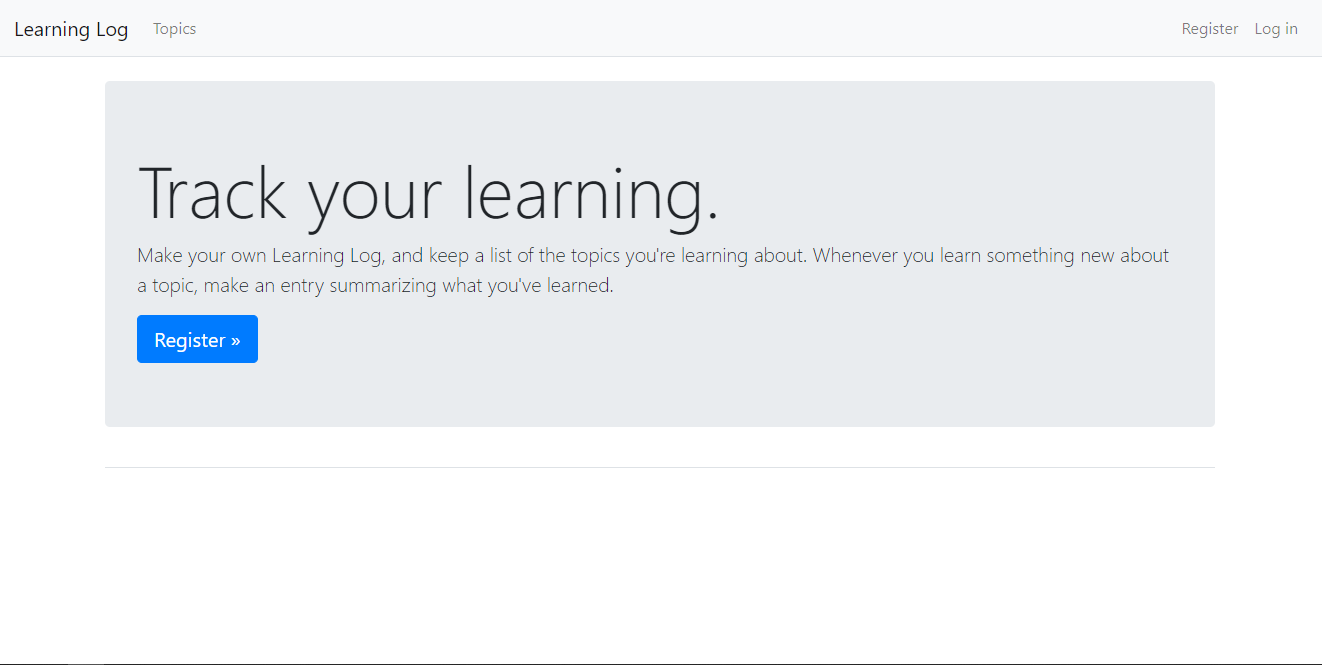 Learning Log Topics Register Log in
Track your learning.
Make your own Learning Log, and keep a list of the topics you're learning about. Whenever you learn something new about
a topic, make an entry summarizing what you've learned.
Register »